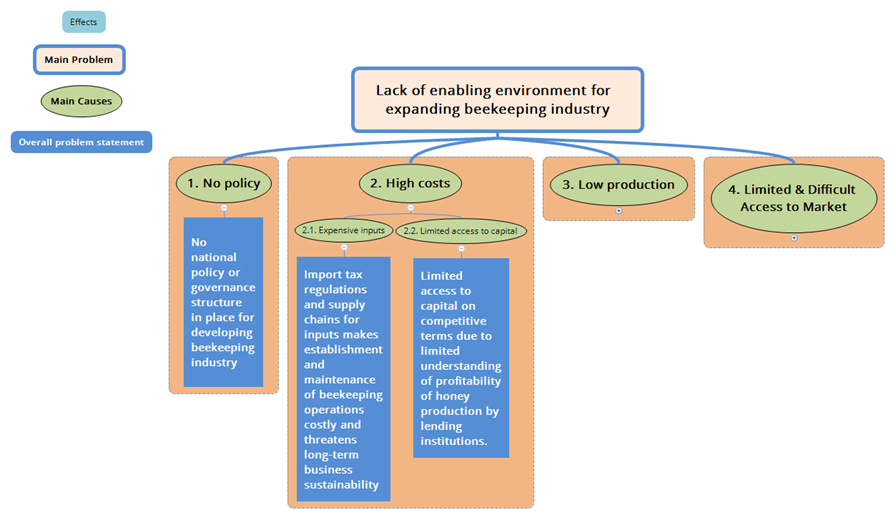 Effects
Main Problem
Main Causes
Overall problem statement
Lack of enabling environment for
expanding beekeeping industry
1. No policy
No
national
policy or
governance
structure
in place for
developing
beekeeping
industry
2. High costs
2.1. Expensive inputs
Import tax
regulations
and supply
chains for
inputs makes
establishment
and
maintenance
of beekeeping
operations
costly and
threatens
long-term
business
sustainability
2.2. Limited access to capital
Limited
access to
capital on
competitive
terms due to
limited
understanding
of profitability
of honey
production by
lending
institutions.
3. Low production
4. Limited & Difficult
Access to Market